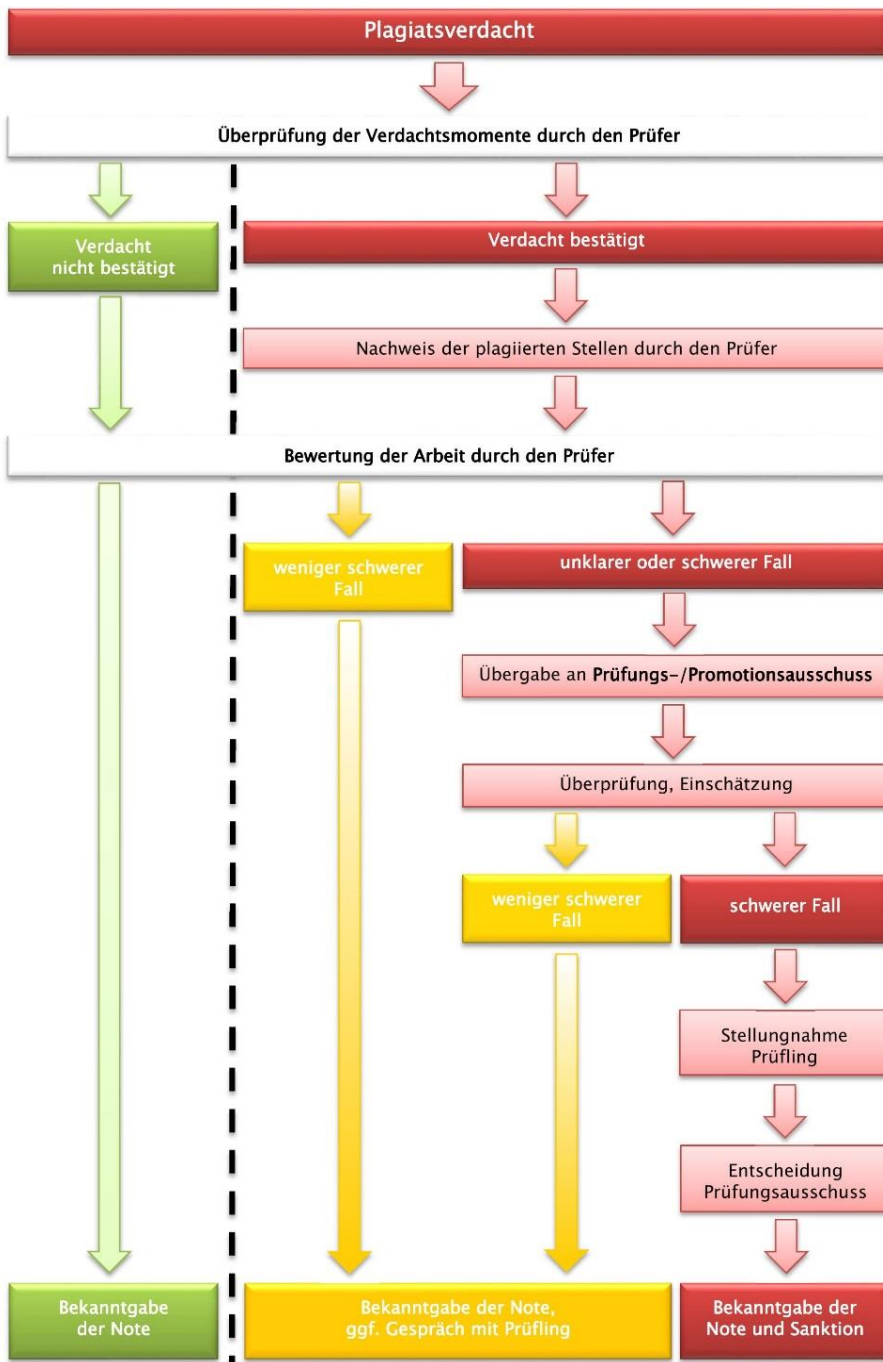 Plagiatsverdacht
Überprüfung der Verdachtsmomente durch den Prüfer
Verdacht
nicht bestätigt
Verdacht bestätigt
Nachweis der plagiierten Stellen durch den Prüfer
Bewertung der Arbeit durch den Prüfer
weniger schwerer
Fall
unklarer oder schwerer Fall
Übergabe an Prüfungs-/Promotionsausschuss
Überprüfung, Einschätzung
weniger schwerer
Fall
schwerer Fall
Stellungnahme
Prüfling
Entscheidung
Prüfungsausschuss
Bekanntgabe
der Note
Bekanntgabe der Note,
ggf. Gespräch mit Prüfling
Bekanntgabe der
Note und Sanktion